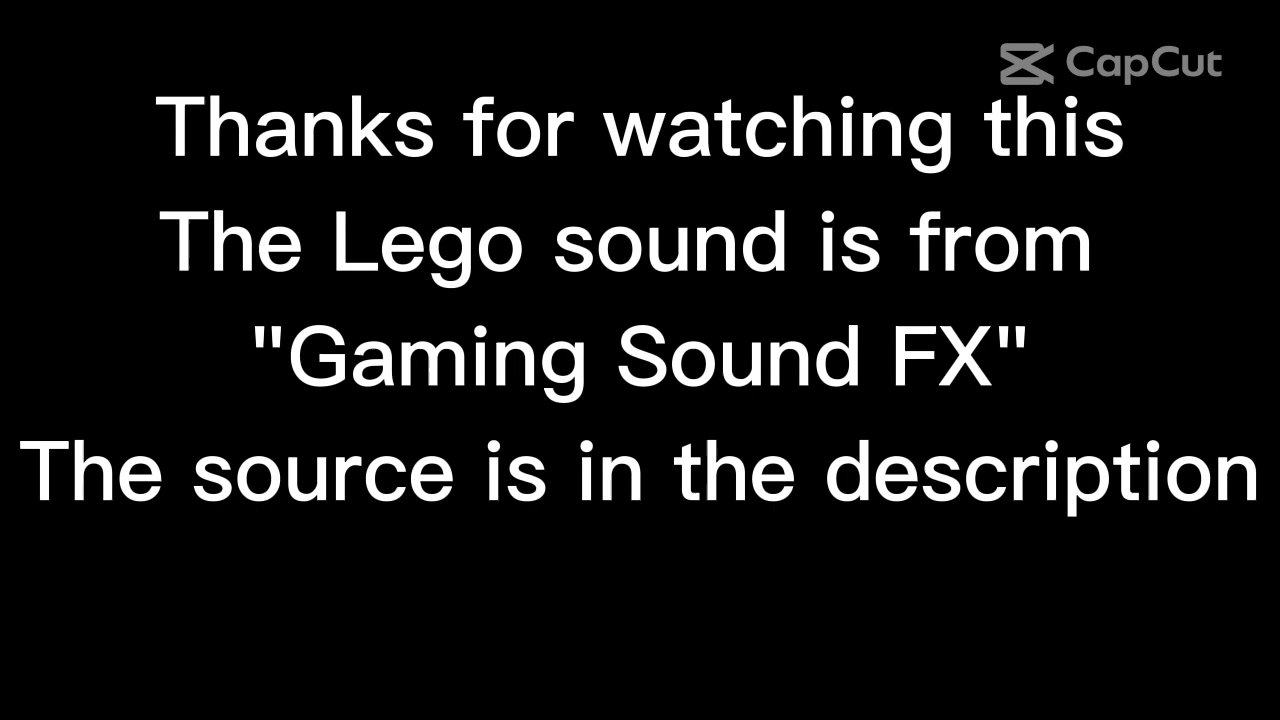 CapCut
Thanks for watching this
The Lego sound is from
"Gaming Sound FX"
The source is in the description